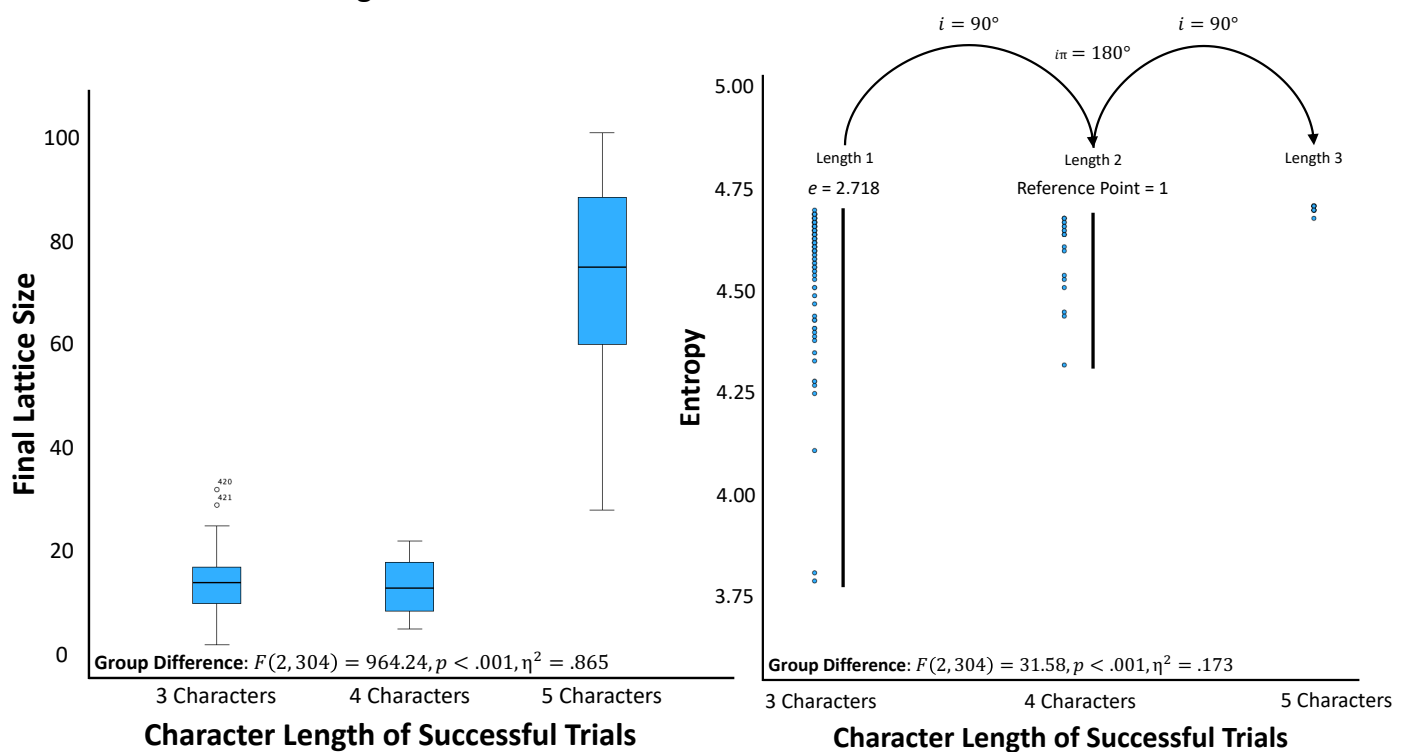 100
80
60
40
20
0
Final Lattice Size
420
421
Group Difference: F(2, 304) = 964.24, p < .001, η² = .865
3 Characters
4 Characters
5 Characters
Character Length of Successful Trials
i = 90°
i = 90°
iπ = 180°
5.00
4.75
4.50
4.25
4.00
3.75
Entropy
Length 1
Length 2
Length 3
e = 2.718
Reference Point = 1
Group Difference: F(2, 304) = 31.58, p < .001, η² = .173
3 Characters
4 Characters
5 Characters
Character Length of Successful Trials